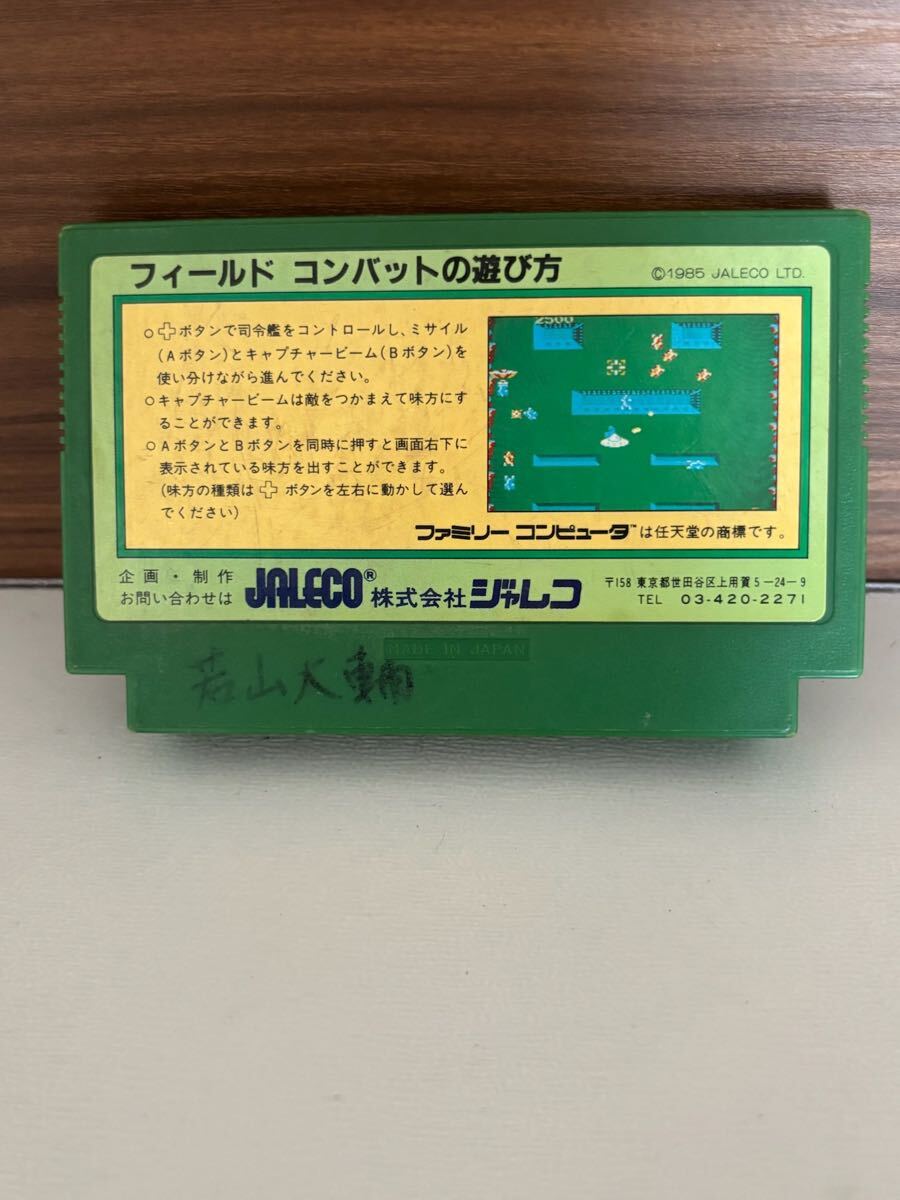 フィールド コンバットの遊び方
©1985 JALECO LTD.
○✚ボタンで司令艦をコントロールし、ミサイル
(Aボタン)とキャプチャービーム(Bボタン)を
使い分けながら進んでください。
○キャプチャービームは敵をつかまえて味方にす
ることができます。
○AボタンとBボタンを同時に押すと画面右下に
表示されている味方を出すことができます。
(味方の種類は✚ボタンを左右に動かして選ん
でください)
2500
ファミリー コンピュータ™は任天堂の商標です。
企画・制作
お問い合わせは
JALECO® 株式会社ジャレコ
〒158 東京都世田谷区上用賀5-24-9
TEL 03-420-2271
MADE IN JAPAN
若山大輔